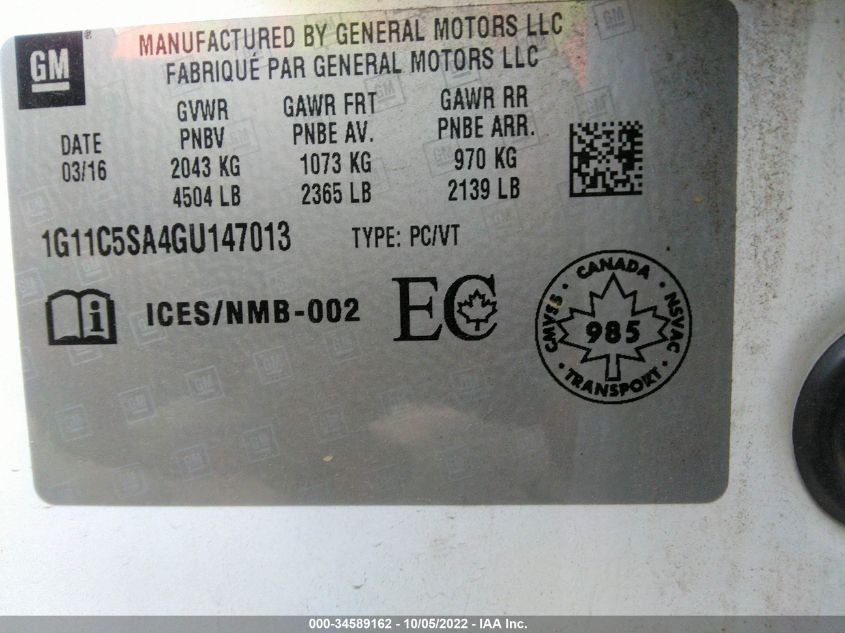 GM ®
MANUFACTURED BY GENERAL MOTORS LLC
FABRIQUÉ PAR GENERAL MOTORS LLC
DATE
03/16
GVWR
PNBV
2043 KG
4504 LB
GAWR FRT
PNBE AV.
1073 KG
2365 LB
GAWR RR
PNBE ARR.
970 KG
2139 LB
1G11C5SA4GU147013 TYPE: PC/VT
i ICES/NMB-002 EC
CANADA
CMVSS 985 NSVAC
TRANSPORT
000-34589162 - 10/05/2022 - IAA Inc.